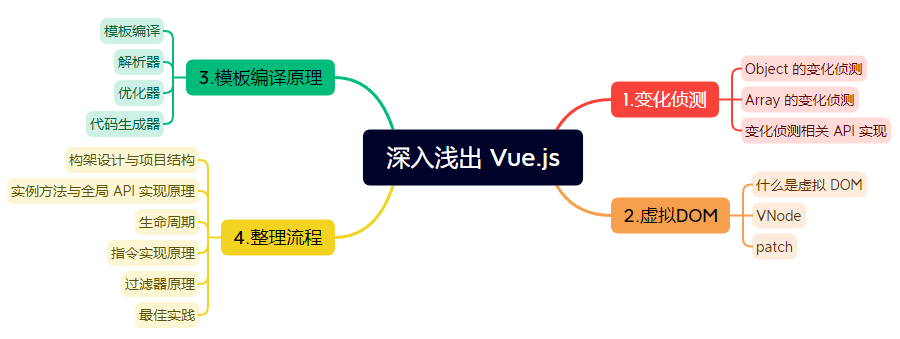 深入浅出 Vue.js
1.变化侦测
Object 的变化侦测
Array 的变化侦测
变化侦测相关 API 实现
2.虚拟DOM
什么是虚拟 DOM
VNode
patch
3.模板编译原理
模板编译
解析器
优化器
代码生成器
4.整理流程
构架设计与项目结构
实例方法与全局 API 实现原理
生命周期
指令实现原理
过滤器原理
最佳实践